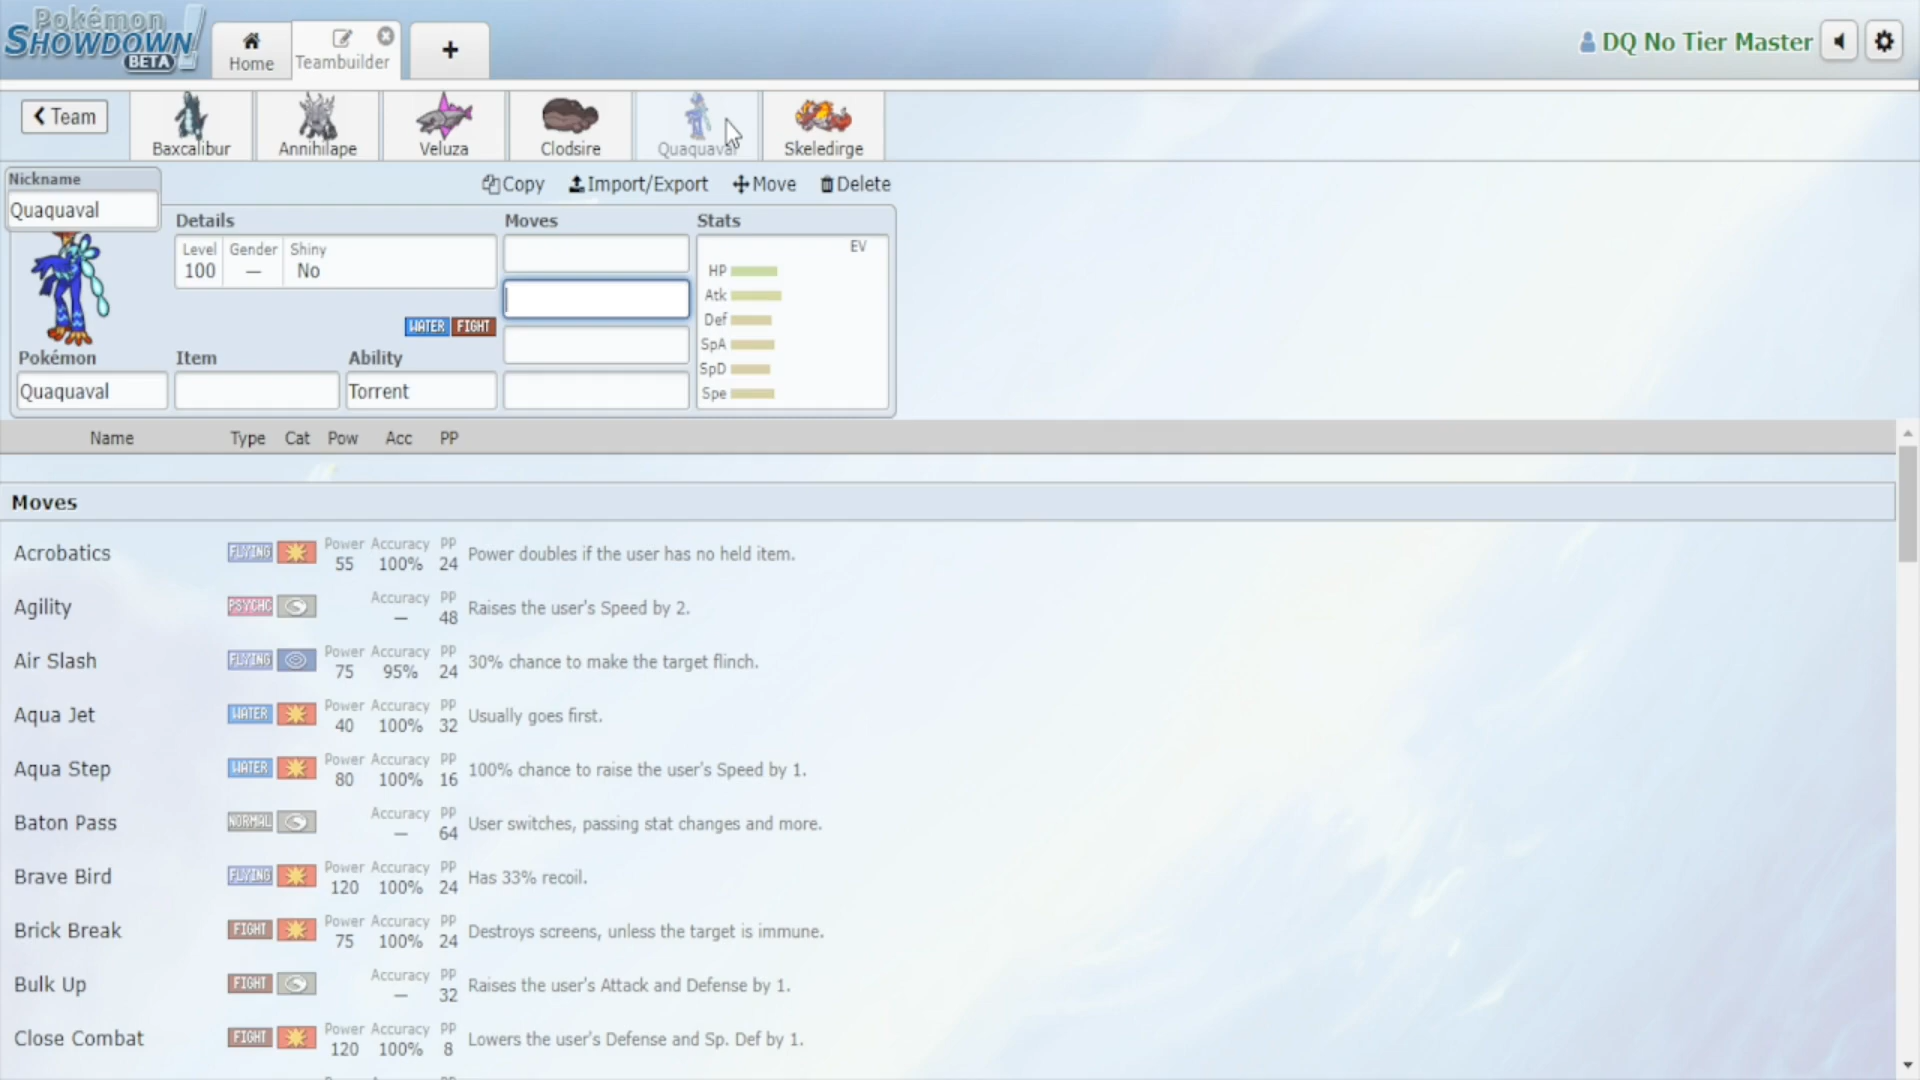 Pokémon
SHOWDOWN!
BETA
Home
Teambuilder
+
DQ No Tier Master
Team
Baxcalibur
Annihilape
Veluza
Clodsire
Quaquaval
Skeledirge
Nickname
Quaquaval
Copy
Import/Export
Move
Delete
Details
Moves
Stats
Level
Gender
Shiny
100
—
No
EV
HP
Atk
Def
SpA
SpD
Spe
WATER FIGHT
Pokémon
Item
Ability
Quaquaval
Torrent
Name Type Cat Pow Acc PP
Moves
Acrobatics FLYING Power 55 Accuracy 100% PP 24 Power doubles if the user has no held item.
Agility PSYCHC Accuracy — PP 48 Raises the user's Speed by 2.
Air Slash FLYING Power 75 Accuracy 95% PP 24 30% chance to make the target flinch.
Aqua Jet WATER Power 40 Accuracy 100% PP 32 Usually goes first.
Aqua Step WATER Power 80 Accuracy 100% PP 16 100% chance to raise the user's Speed by 1.
Baton Pass NORMAL Accuracy — PP 64 User switches, passing stat changes and more.
Brave Bird FLYING Power 120 Accuracy 100% PP 24 Has 33% recoil.
Brick Break FIGHT Power 75 Accuracy 100% PP 24 Destroys screens, unless the target is immune.
Bulk Up FIGHT Accuracy — PP 32 Raises the user's Attack and Defense by 1.
Close Combat FIGHT Power 120 Accuracy 100% PP 8 Lowers the user's Defense and Sp. Def by 1.